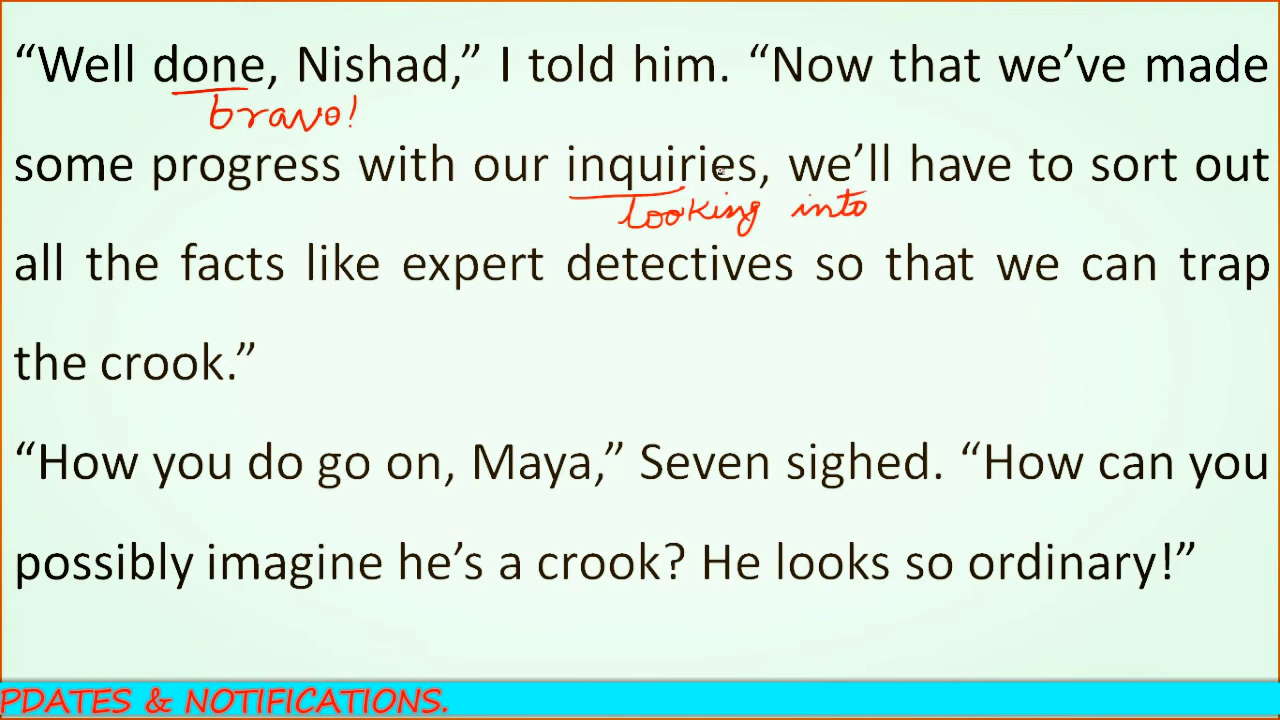 “Well done, Nishad,” I told him. “Now that we’ve made
bravo!
some progress with our inquiries, we’ll have to sort out
looking into
all the facts like expert detectives so that we can trap
the crook.”
“How you do go on, Maya,” Seven sighed. “How can you
possibly imagine he’s a crook? He looks so ordinary!”
PDATES & NOTIFICATIONS.